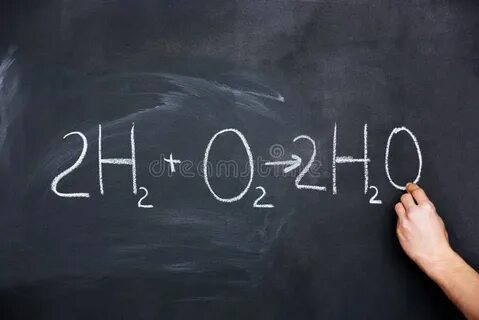 2H₂ + O₂ → 2H₂O